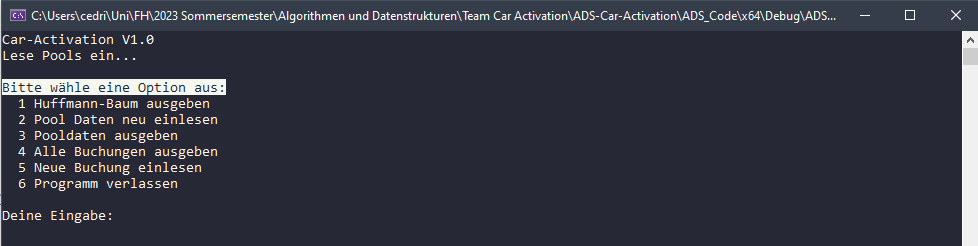 C:\Users\cedri\Uni\FH\2023 Sommersemester\Algorithmen und Datenstrukturen\Team Car Activation\ADS-Car-Activation\ADS_Code\x64\Debug\ADS...
Car-Activation V1.0
Lese Pools ein...
Bitte wähle eine Option aus:
1 Huffmann-Baum ausgeben
2 Pool Daten neu einlesen
3 Pooldaten ausgeben
4 Alle Buchungen ausgeben
5 Neue Buchung einlesen
6 Programm verlassen
Deine Eingabe: